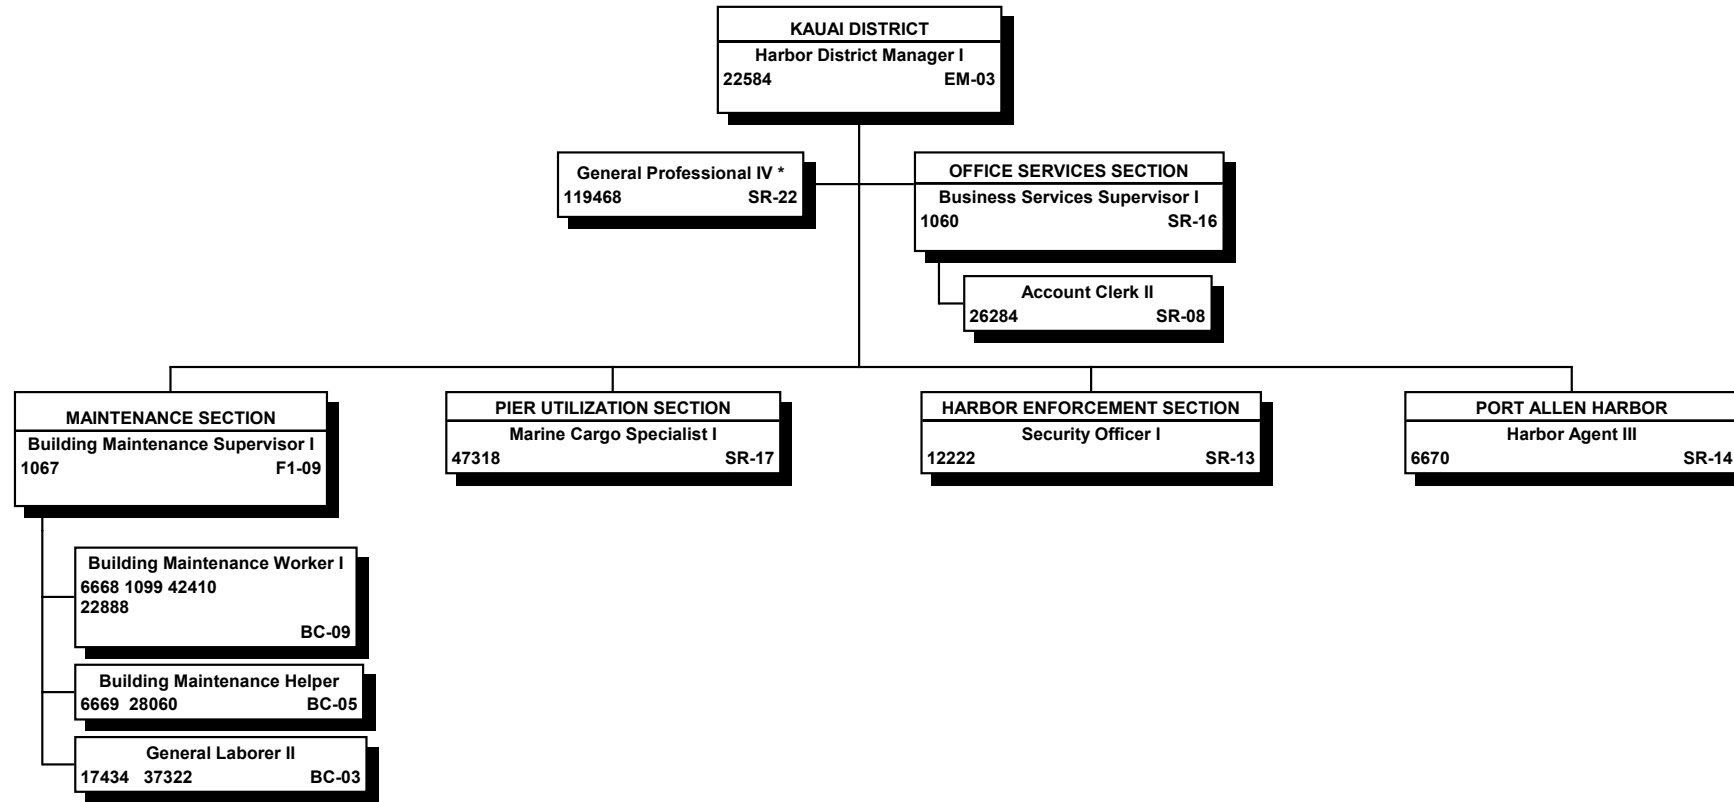 KAUAI DISTRICT
Harbor District Manager I
22584 EM-03
General Professional IV *
119468 SR-22
OFFICE SERVICES SECTION
Business Services Supervisor I
1060 SR-16
Account Clerk II
26284 SR-08
MAINTENANCE SECTION
Building Maintenance Supervisor I
1067 F1-09
PIER UTILIZATION SECTION
Marine Cargo Specialist I
47318 SR-17
HARBOR ENFORCEMENT SECTION
Security Officer I
12222 SR-13
PORT ALLEN HARBOR
Harbor Agent III
6670 SR-14
Building Maintenance Worker I
6668 1099 42410
22888
BC-09
Building Maintenance Helper
6669 28060 BC-05
General Laborer II
17434 37322 BC-03